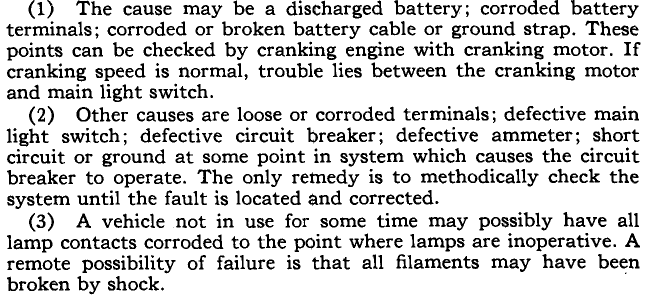 (1) The cause may be a discharged battery; corroded battery
terminals; corroded or broken battery cable or ground strap. These
points can be checked by cranking engine with cranking motor. If
cranking speed is normal, trouble lies between the cranking motor
and main light switch.
(2) Other causes are loose or corroded terminals; defective main
light switch; defective circuit breaker; defective ammeter; short
circuit or ground at some point in system which causes the circuit
breaker to operate. The only remedy is to methodically check the
system until the fault is located and corrected.
(3) A vehicle not in use for some time may possibly have all
lamp contacts corroded to the point where lamps are inoperative. A
remote possibility of failure is that all filaments may have been
broken by shock.